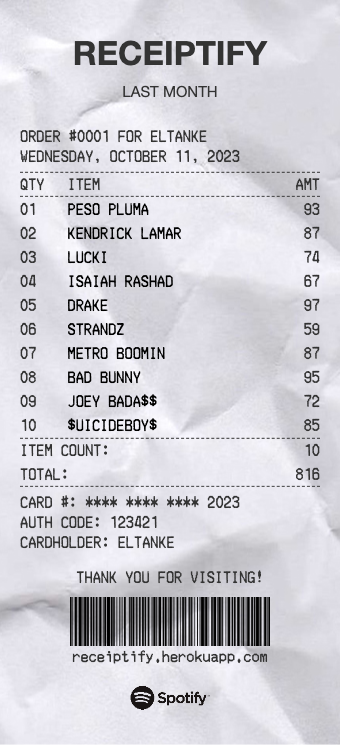 RECEIPTIFY
LAST MONTH
ORDER #0001 FOR ELTANKE
WEDNESDAY, OCTOBER 11, 2023
QTY ITEM AMT
01 PESO PLUMA 93
02 KENDRICK LAMAR 87
03 LUCKI 74
04 ISAIAH RASHAD 67
05 DRAKE 97
06 STRANDZ 59
07 METRO BOOMIN 87
08 BAD BUNNY 95
09 JOEY BADA$$ 72
10 $UICIDEBOY$ 85
ITEM COUNT: 10
TOTAL: 816
CARD #: **** **** **** 2023
AUTH CODE: 123421
CARDHOLDER: ELTANKE
THANK YOU FOR VISITING!
receiptify.herokuapp.com
Spotify